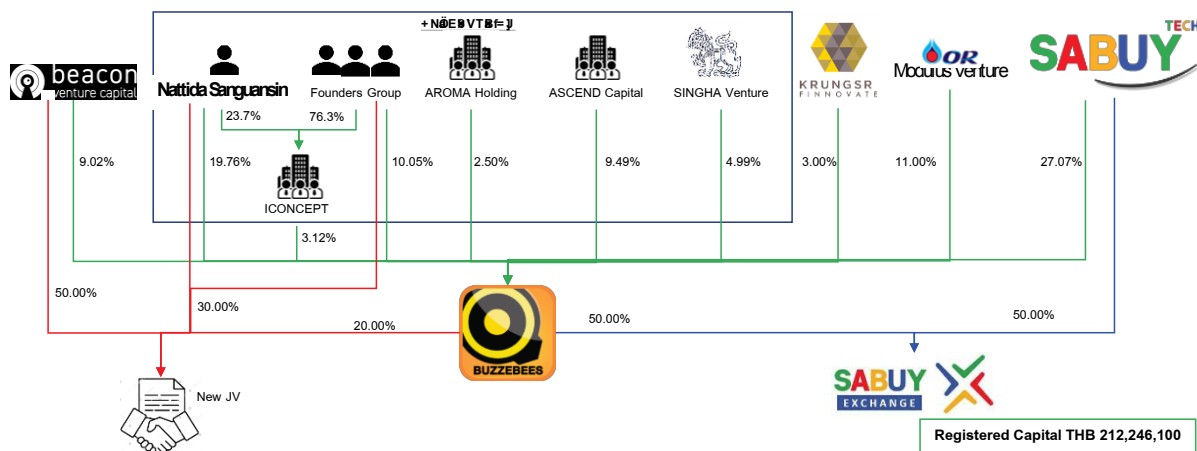 TECH
SABUY
beacon
venture capital
Nattida Sanguansin
Founders Group
AROMA Holding
ASCEND Capital
SINGHA Venture
KRUNGSR
FINNOVATE
OR
Modulus Venture
23.7%
76.3%
9.02%
19.76%
10.05%
2.50%
9.49%
4.99%
3.00%
11.00%
27.07%
ICONCEPT
3.12%
50.00%
30.00%
20.00%
50.00%
50.00%
BUZZEBEES
New JV
SABUY
EXCHANGE
Registered Capital THB 212,246,100